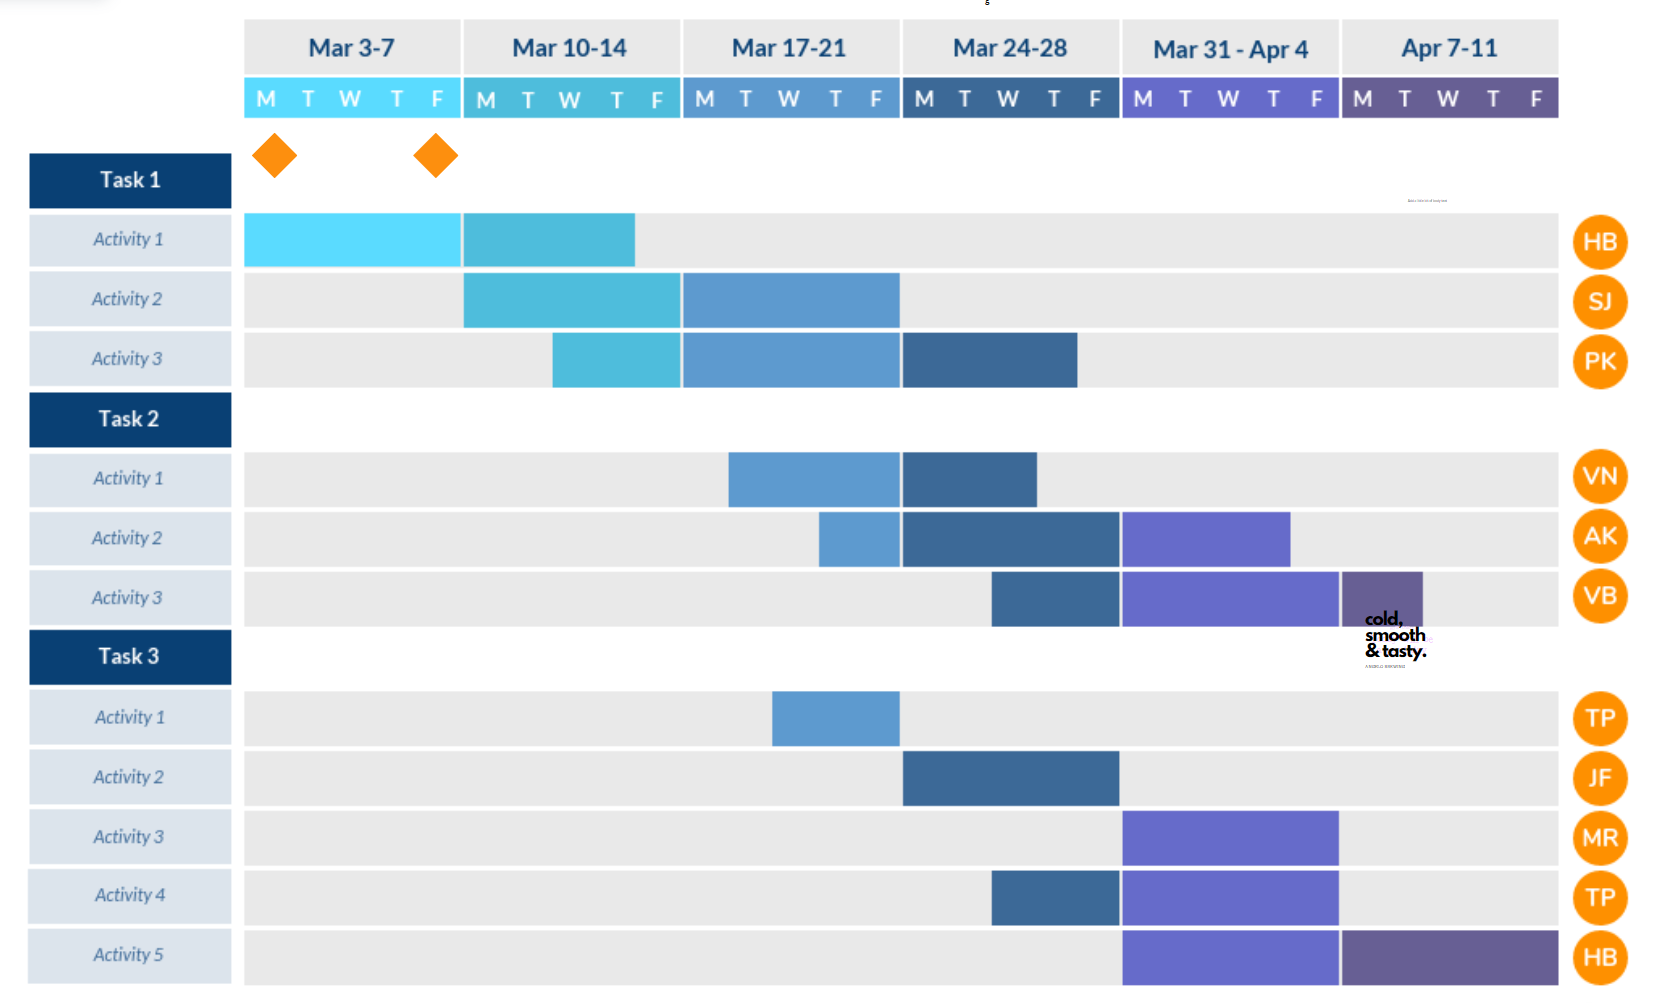 Mar 3-7 Mar 10-14 Mar 17-21 Mar 24-28 Mar 31 - Apr 4 Apr 7-11
M T W T F M T W T F M T W T F M T W T F M T W T F M T W T F
Task 1
Activity 1 HB
Activity 2 SJ
Activity 3 PK
Task 2
Activity 1 VN
Activity 2 AK
Activity 3 VB
cold,
smooth
& tasty.
Task 3
Activity 1 TP
Activity 2 JF
Activity 3 MR
Activity 4 TP
Activity 5 HB